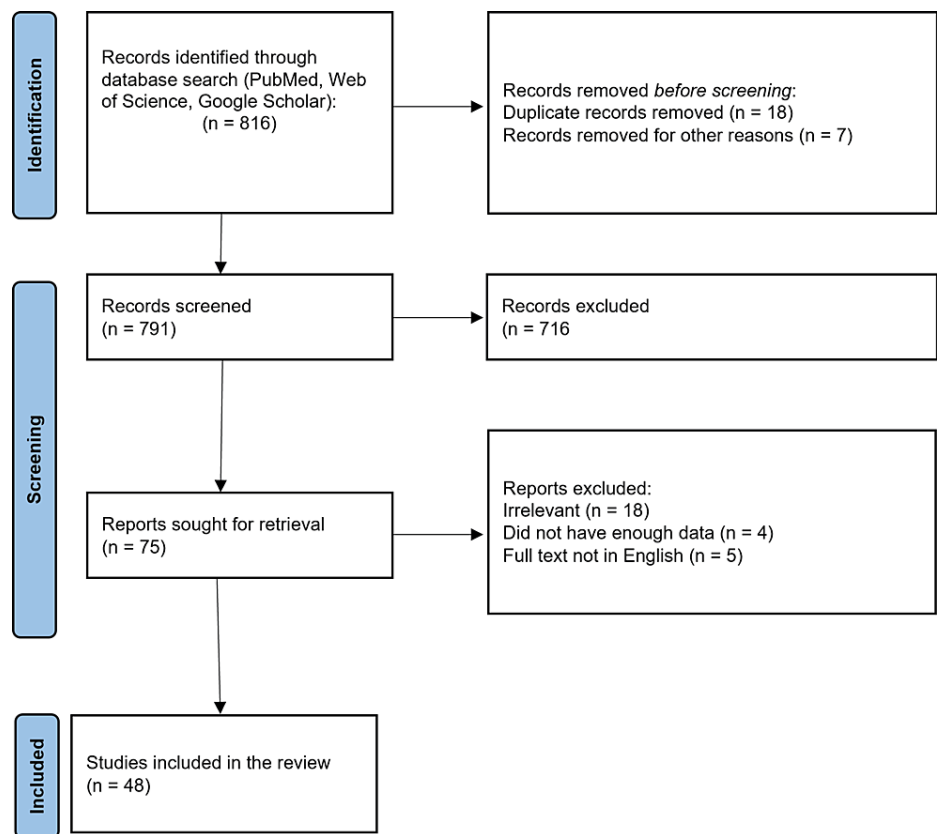 Identification
Records identified through
database search (PubMed, Web
of Science, Google Scholar):
(n = 816)
Records removed before screening:
Duplicate records removed (n = 18)
Records removed for other reasons (n = 7)
Screening
Records screened
(n = 791)
Records excluded
(n = 716
Reports sought for retrieval
(n = 75)
Reports excluded:
Irrelevant (n = 18)
Did not have enough data (n = 4)
Full text not in English (n = 5)
Included
Studies included in the review
(n = 48)